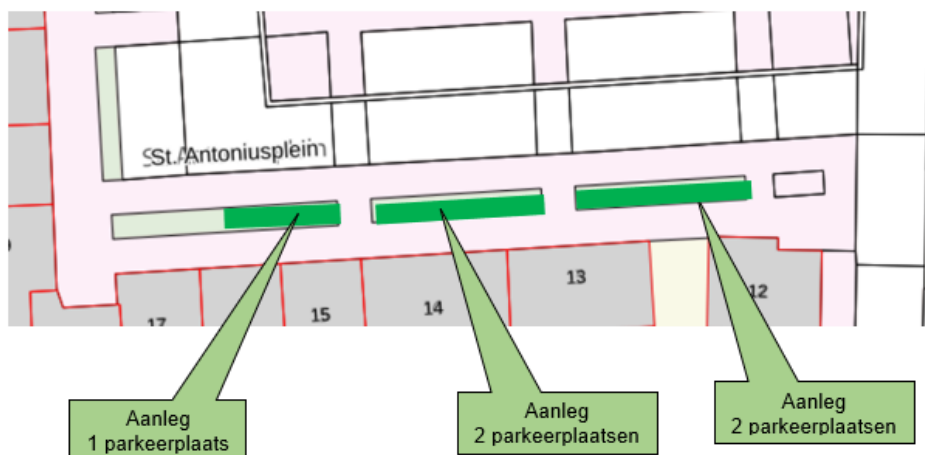 St. Antoniusplein
13
12
14
15
17
Aanleg
1 parkeerplaats
Aanleg
2 parkeerplaatsen
Aanleg
2 parkeerplaatsen